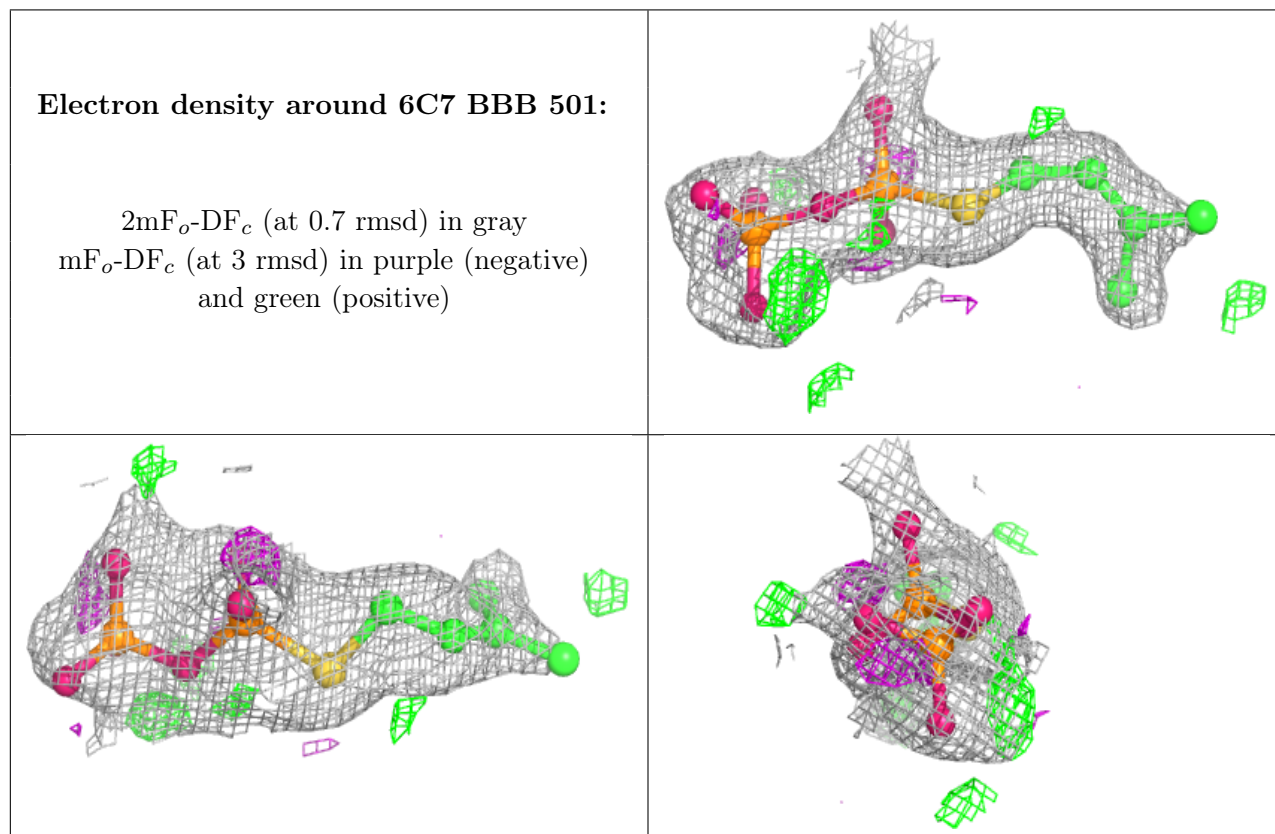 Electron density around 6C7 BBB 501:
2mFo-DFc (at 0.7 rmsd) in gray
mFo-DFc (at 3 rmsd) in purple (negative)
and green (positive)